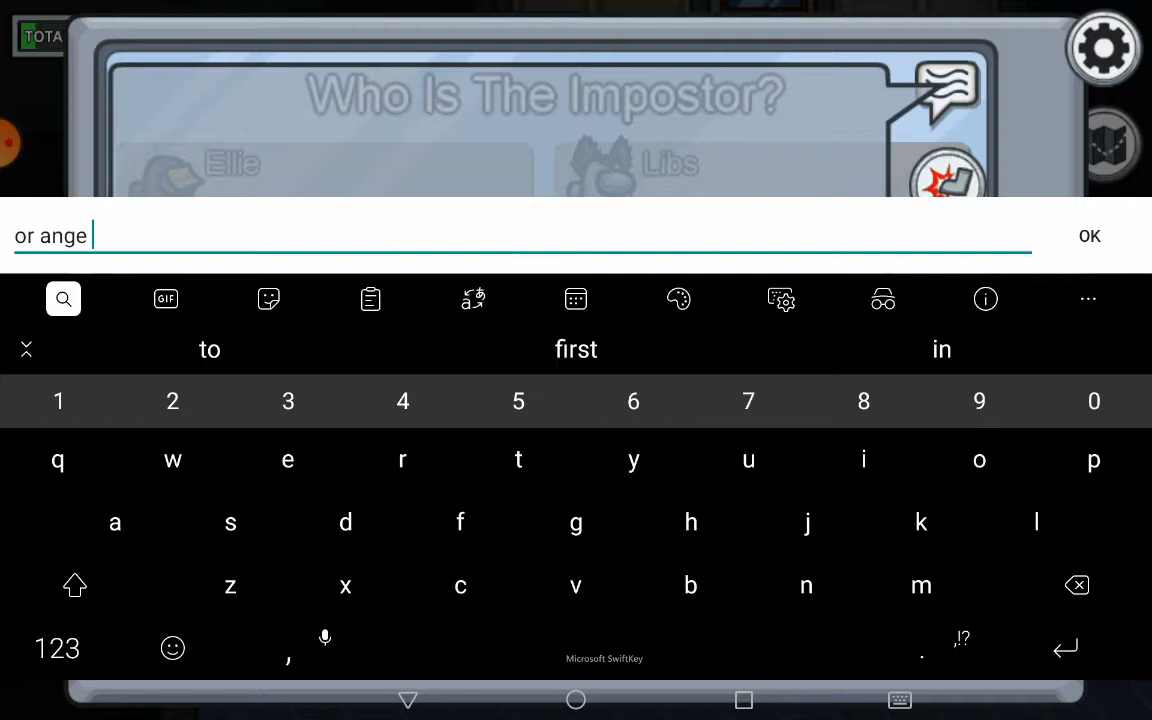 TOTA
Who Is The Impostor?
Ellie
Libs
or ange
OK
GIF
to
first
in
1 2 3 4 5 6 7 8 9 0
q w e r t y u i o p
a s d f g h j k l
z x c v b n m
123 , Microsoft SwiftKey . ,!?